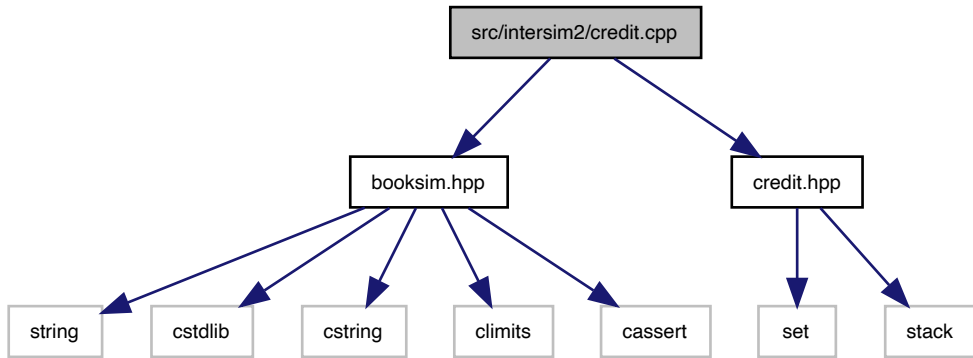 src/intersim2/credit.cpp
booksim.hpp
credit.hpp
string
cstdlib
cstring
climits
cassert
set
stack